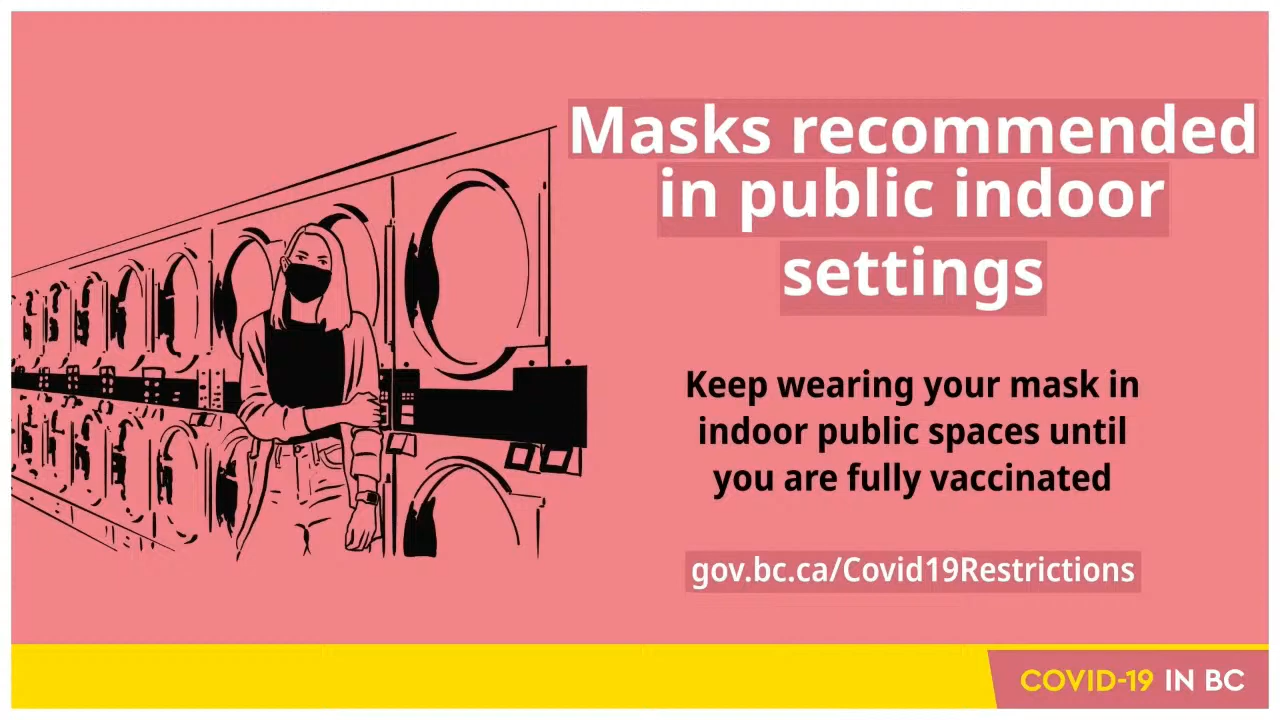 Masks recommended
in public indoor
settings
Keep wearing your mask in
indoor public spaces until
you are fully vaccinated
gov.bc.ca/Covid19Restrictions
COVID-19 IN BC